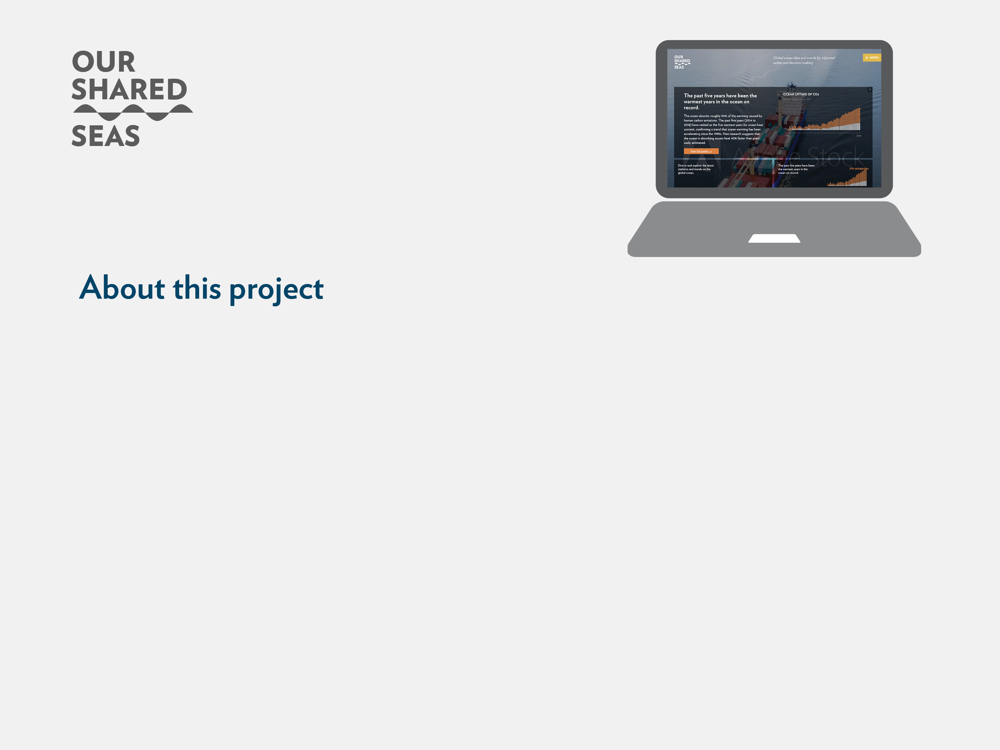 OUR
SHARED
SEAS
OUR
SHARED
SEAS
Global ocean data and trends for informed
action and decision-making
MENU
The past five years have been the
warmest years in the ocean on
record.
The ocean absorbs roughly 90% of the warming caused by
human carbon emissions. The past five years (2014 to
2018) have ranked as the five warmest years for ocean heat
content, confirming a trend that ocean warming has been
accelerating since the 1990s. New research suggests that
the ocean is absorbing excess heat 40% faster than previ-
ously estimated.
View full graphic →
OCEAN UPTAKE OF CO2
2018
Adobe Stock
Dive in and explore the latest
statistics and trends on the
global ocean.
The past five years have been
the warmest years in the
ocean on record.
374 zettajoules
About this project